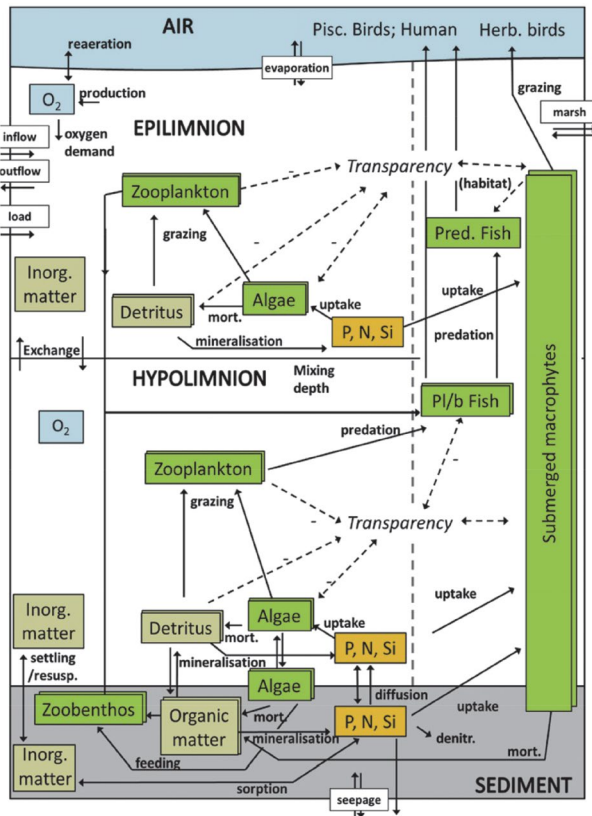 AIR
Pisc. Birds; Human
Herb. birds
reaeration
evaporation
grazing
O2
production
marsh
oxygen
demand
EPILIMNION
inflow
outflow
load
Transparency
(habitat)
Zooplankton
grazing
Pred. Fish
Inorg.
matter
Detritus
Algae
mort.
uptake
P, N, Si
uptake
mineralisation
predation
Exchange
HYPOLIMNION
Mixing
depth
Pl/b Fish
O2
predation
Zooplankton
grazing
Transparency
Submerged macrophytes
Inorg.
matter
uptake
Detritus
Algae
mort.
uptake
P, N, Si
settling
/resusp.
mineralisation
Algae
diffusion
uptake
Zoobenthos
Organic
matter
mort.
P, N, Si
mineralisation
denitr.
Inorg.
matter
feeding
mort.
sorption
SEDIMENT
seepage